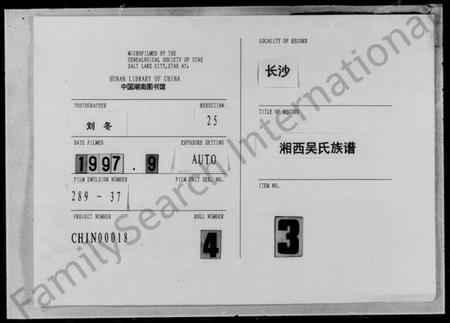 MICROFILMED BY THE
GENEALOGICAL SOCIETY OF UTAH
SALT LAKE CITY, UTAH AT:
HUNAN LIBRARY OF CHINA
中国湖南图书馆
PHOTOGRAPHER
REDUCTION
刘 冬
25
DATE FILMED
EXPOSURE SETTING
1997 . 9
AUTO
FILM EMULSION NUMBER
FILM UNIT SER. NO.
289 - 37
PROJECT NUMBER
ROLL NUMBER
CHIN00018
4
LOCALITY OF RECORD
长沙
TITLE OF RECORD
湘西吴氏族谱
ITEM NO.
3
FamilySearch International